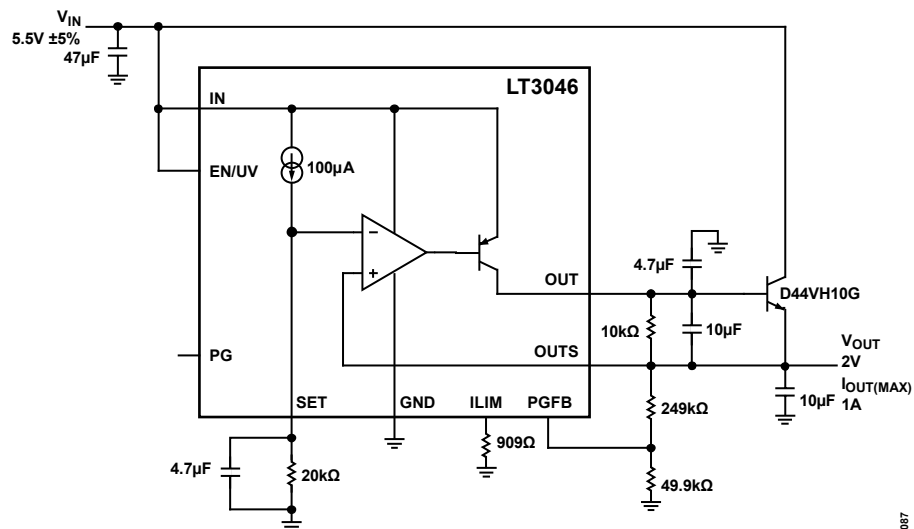 VIN
5.5V ±5%
47µF
LT3046
IN
EN/UV
100µA
−
+
OUT
4.7µF
D44VH10G
10kΩ
10µF
PG
OUTS
VOUT
2V
IOUT(MAX)
1A
10µF
SET
GND
ILIM
PGFB
249kΩ
909Ω
4.7µF
20kΩ
49.9kΩ
087